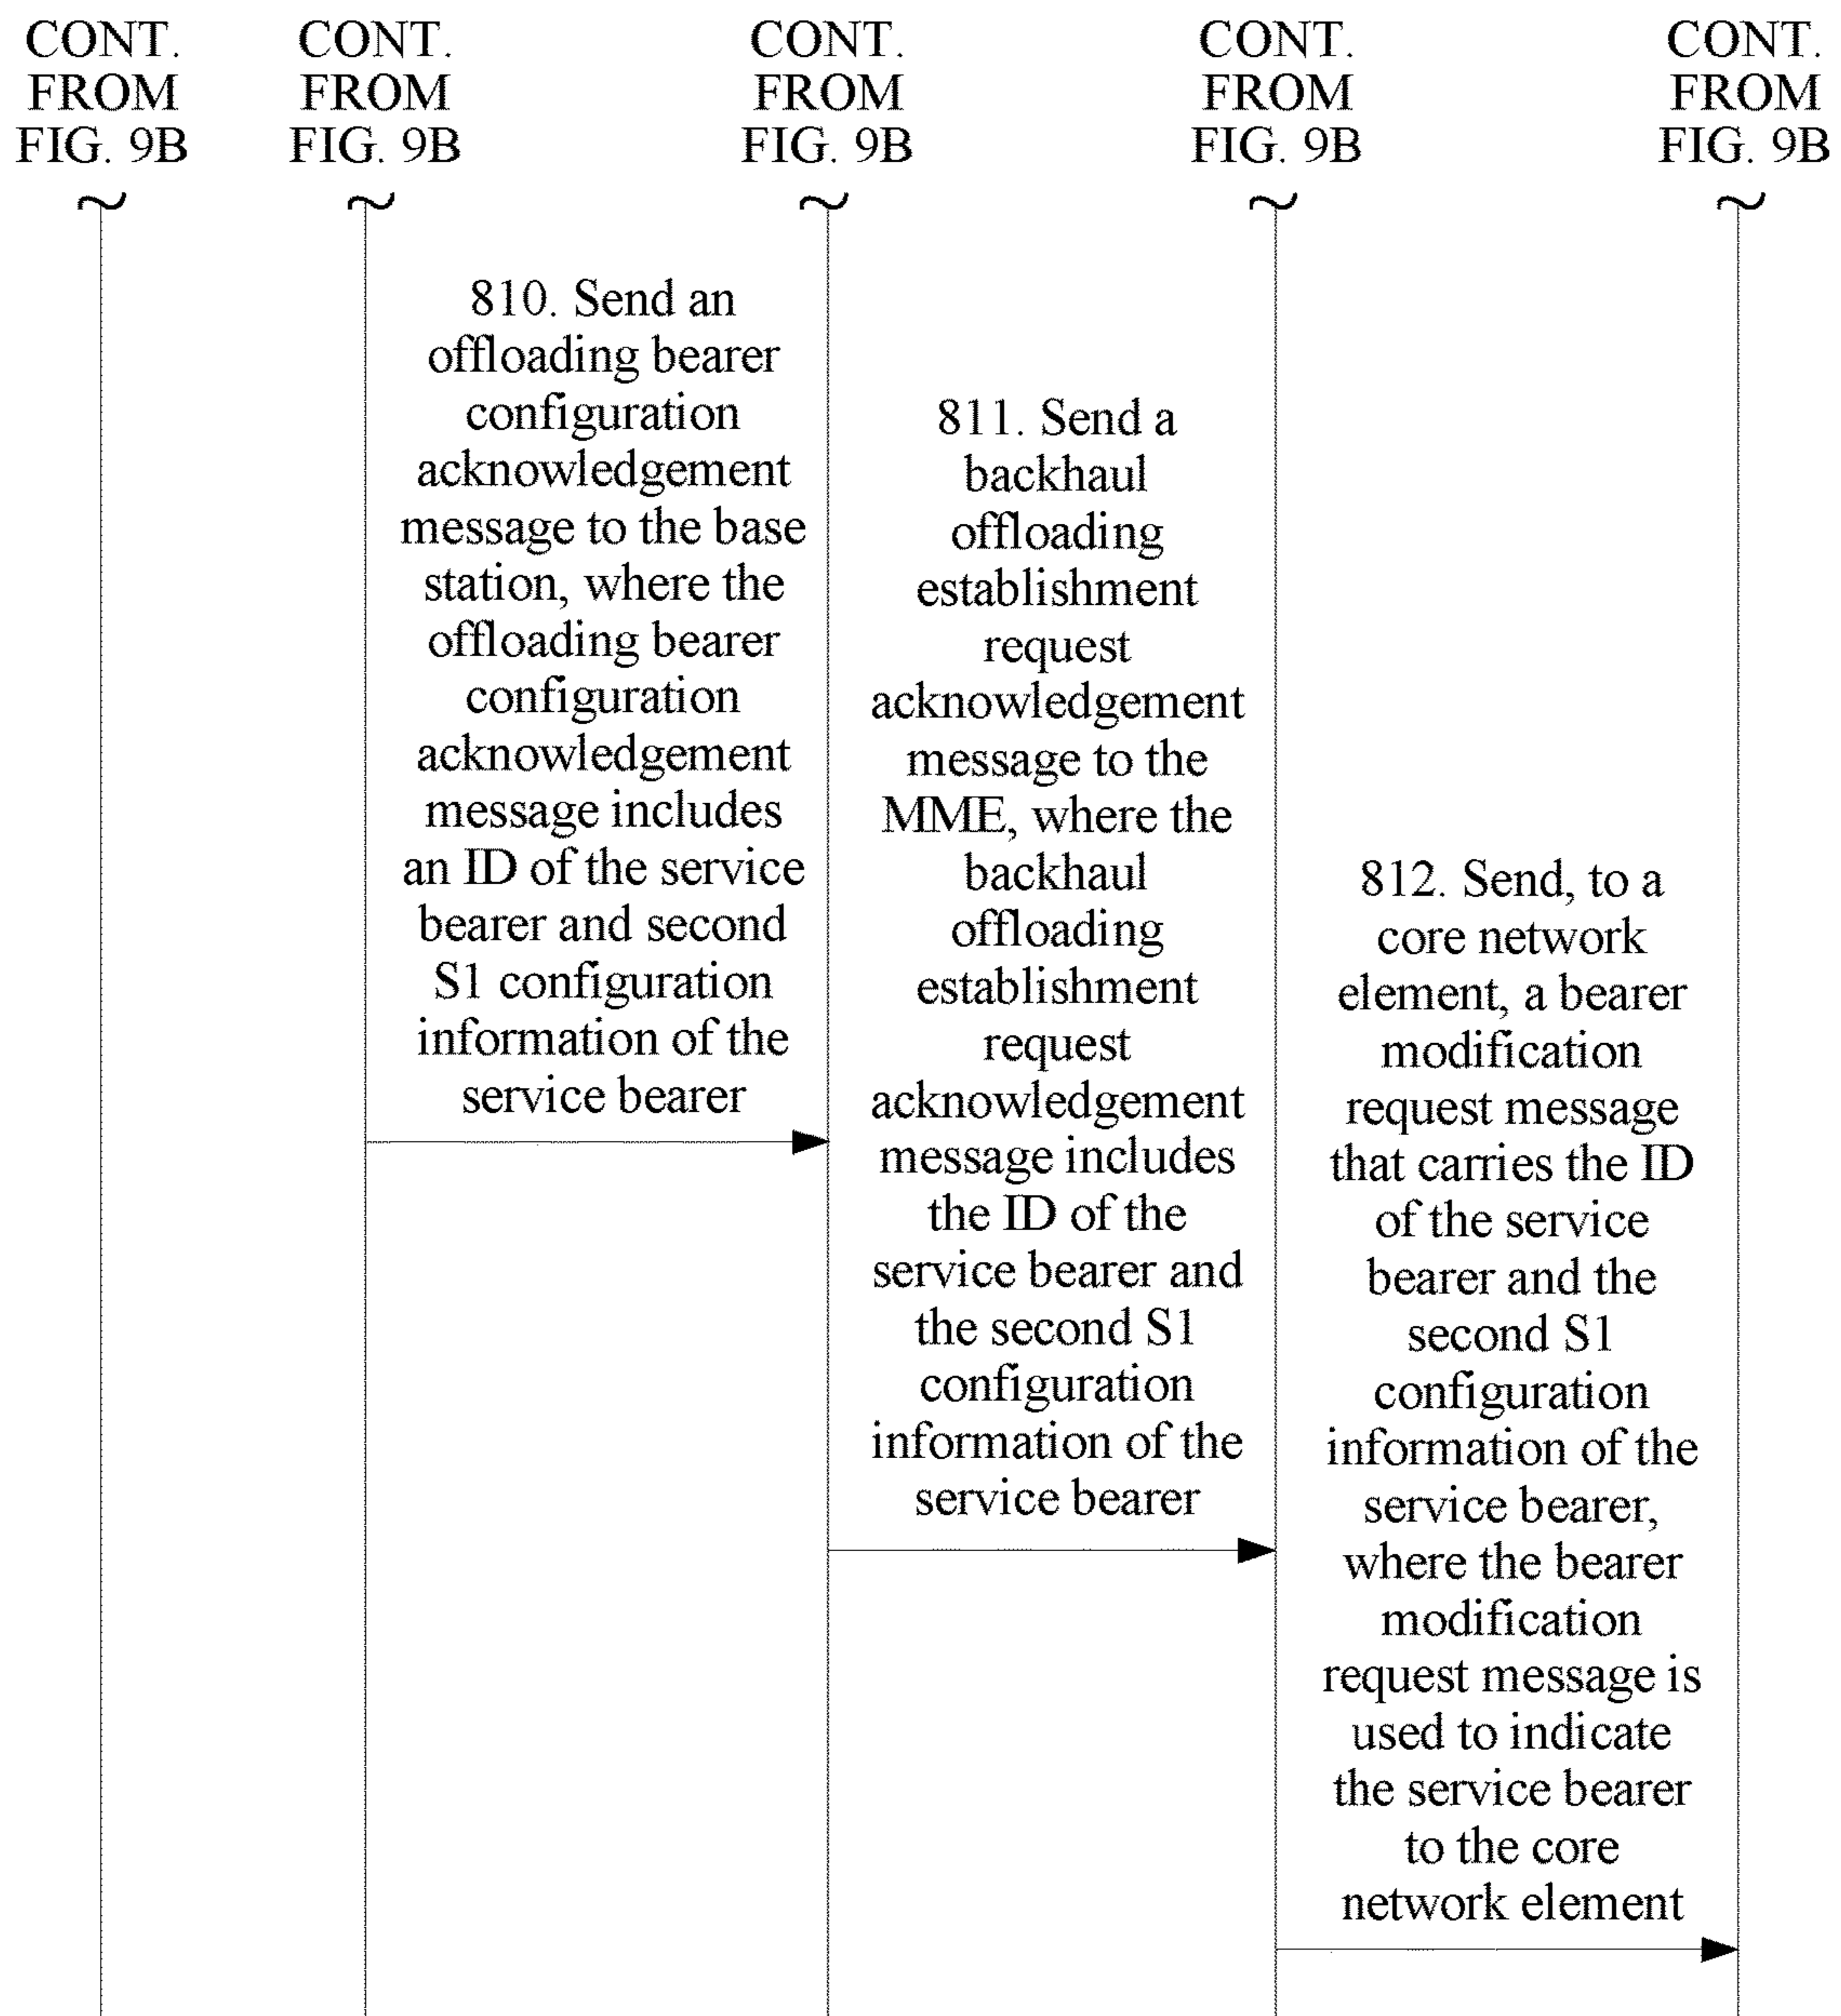 CONT.
FROM
FIG. 9B
CONT.
FROM
FIG. 9B
CONT.
FROM
FIG. 9B
CONT.
FROM
FIG. 9B
CONT.
FROM
FIG. 9B
810. Send an
offloading bearer
configuration
acknowledgement
message to the base
station, where the
offloading bearer
configuration
acknowledgement
message includes
an ID of the service
bearer and second
S1 configuration
information of the
service bearer
811. Send a
backhaul
offloading
establishment
request
acknowledgement
message to the
MME, where the
backhaul
offloading
establishment
request
acknowledgement
message includes
the ID of the
service bearer and
the second S1
configuration
information of the
service bearer
812. Send, to a
core network
element, a bearer
modification
request message
that carries the ID
of the service
bearer and the
second S1
configuration
information of the
service bearer,
where the bearer
modification
request message is
used to indicate
the service bearer
to the core
network element